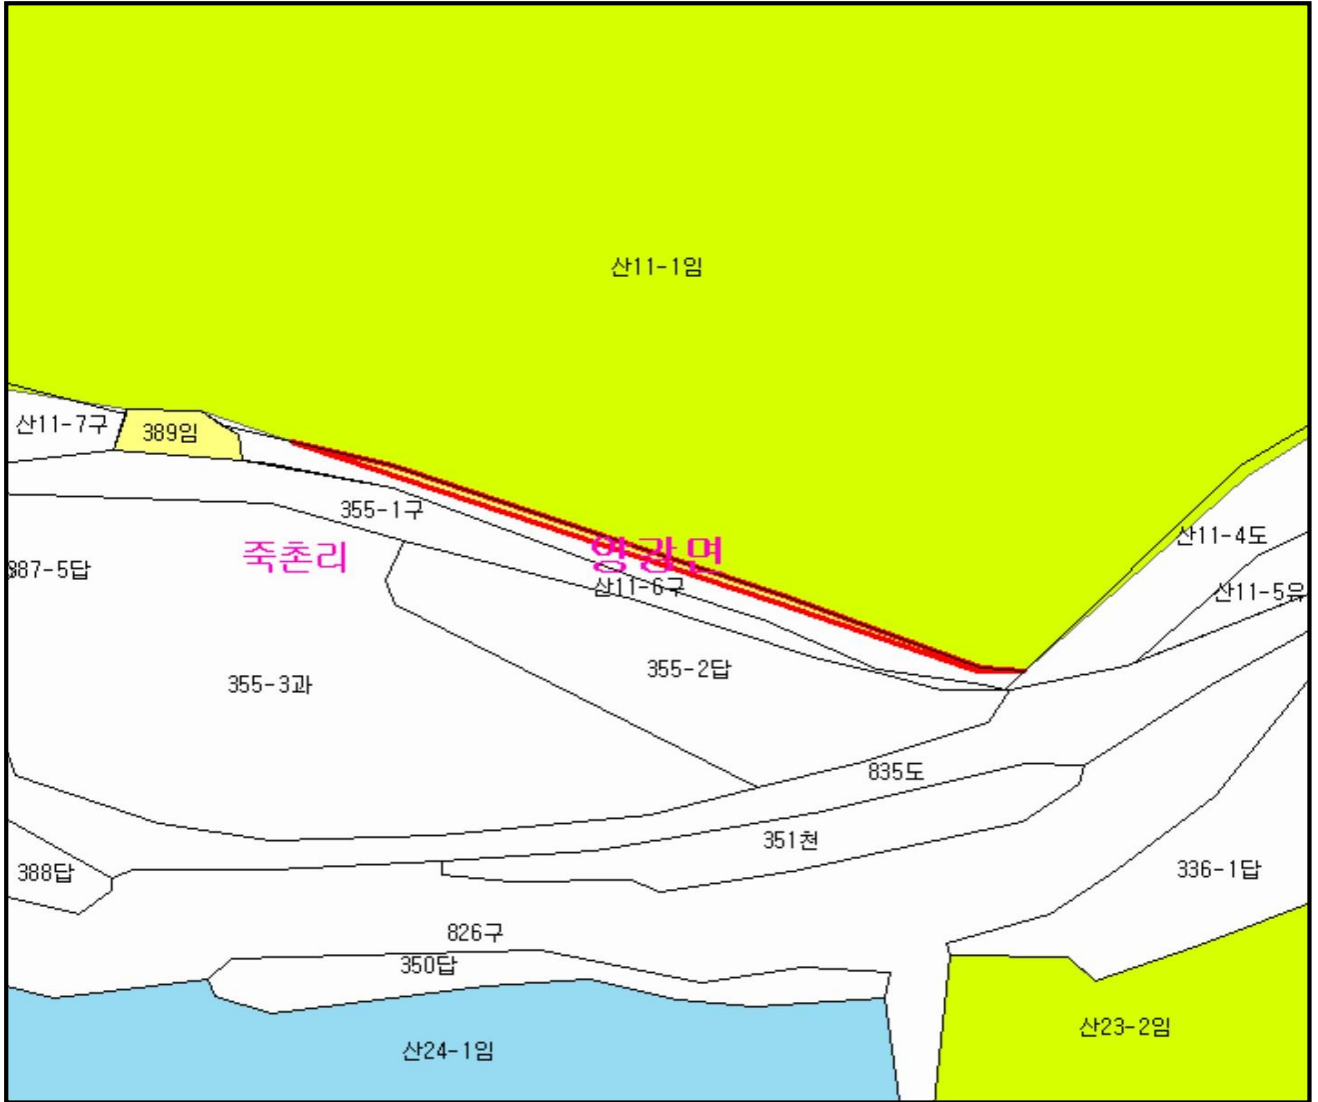 산11-1임
산11-7구
389임
355-1구
산11-4도
죽촌리
영광면
387-5답
산11-6구
산11-5유
355-2답
355-3과
835도
351천
388답
336-1답
826구
350답
산23-2임
산24-1임